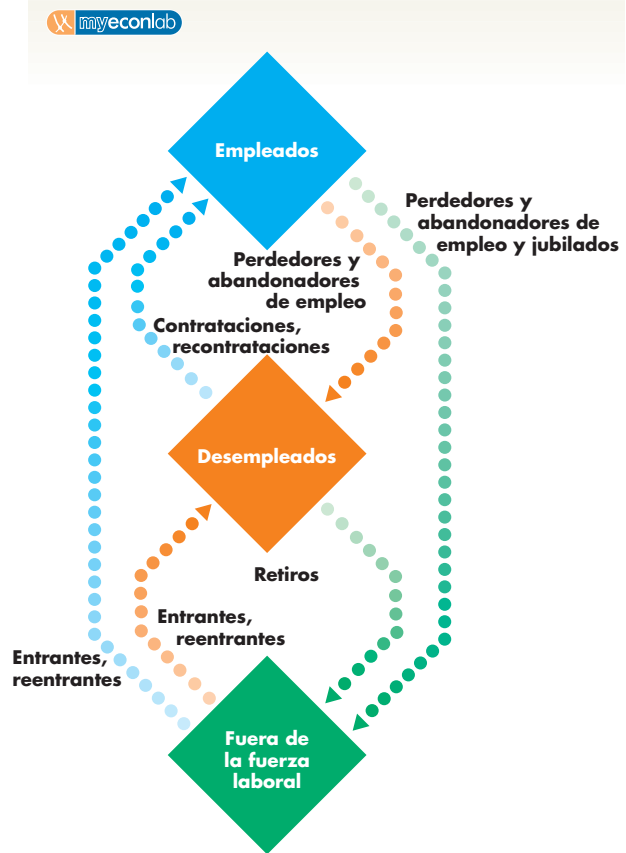 myeconlab
Empleados
Perdedores y
abandonadores de
empleo y jubilados
Perdedores y
abandonadores
de empleo
Contrataciones,
recontrataciones
Desempleados
Retiros
Entrantes,
reentrantes
Entrantes,
reentrantes
Fuera de
la fuerza
laboral